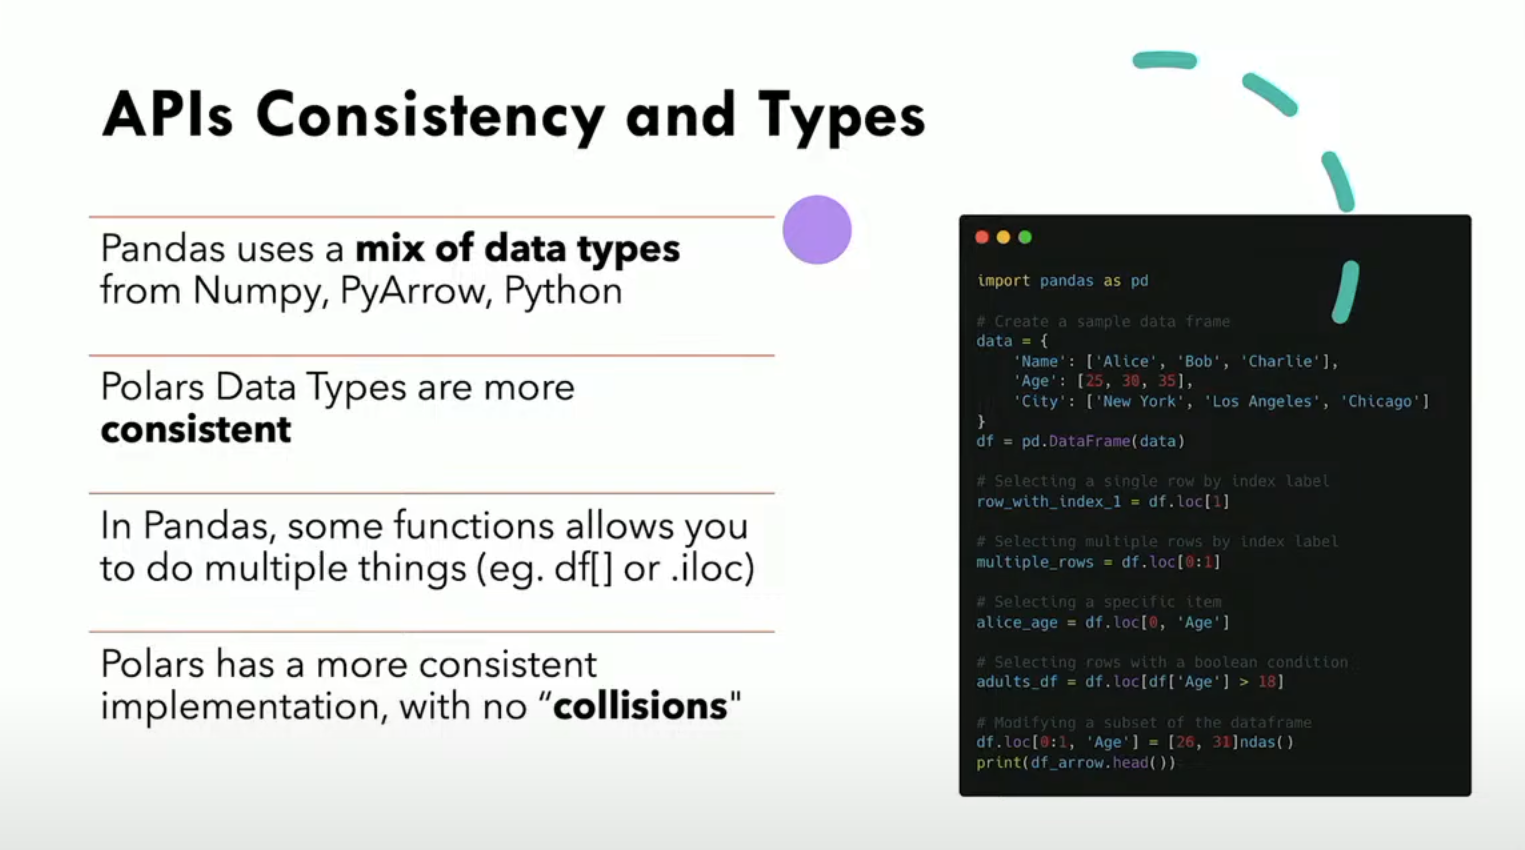 APIs Consistency and Types
Pandas uses a mix of data types
from Numpy, PyArrow, Python
Polars Data Types are more
consistent
In Pandas, some functions allows you
to do multiple things (eg. df[] or .iloc)
Polars has a more consistent
implementation, with no “collisions"
import pandas as pd
# Create a sample data frame
data = {
    'Name': ['Alice', 'Bob', 'Charlie'],
    'Age': [25, 30, 35],
    'City': ['New York', 'Los Angeles', 'Chicago']
}
df = pd.DataFrame(data)
# Selecting a single row by index label
row_with_index_1 = df.loc[1]
# Selecting multiple rows by index label
multiple_rows = df.loc[0:1]
# Selecting a specific item
alice_age = df.loc[0, 'Age']
# Selecting rows with a boolean condition
adults_df = df.loc[df['Age'] > 18]
# Modifying a subset of the dataframe
df.loc[0:1, 'Age'] = [26, 31]ndas()
print(df_arrow.head())